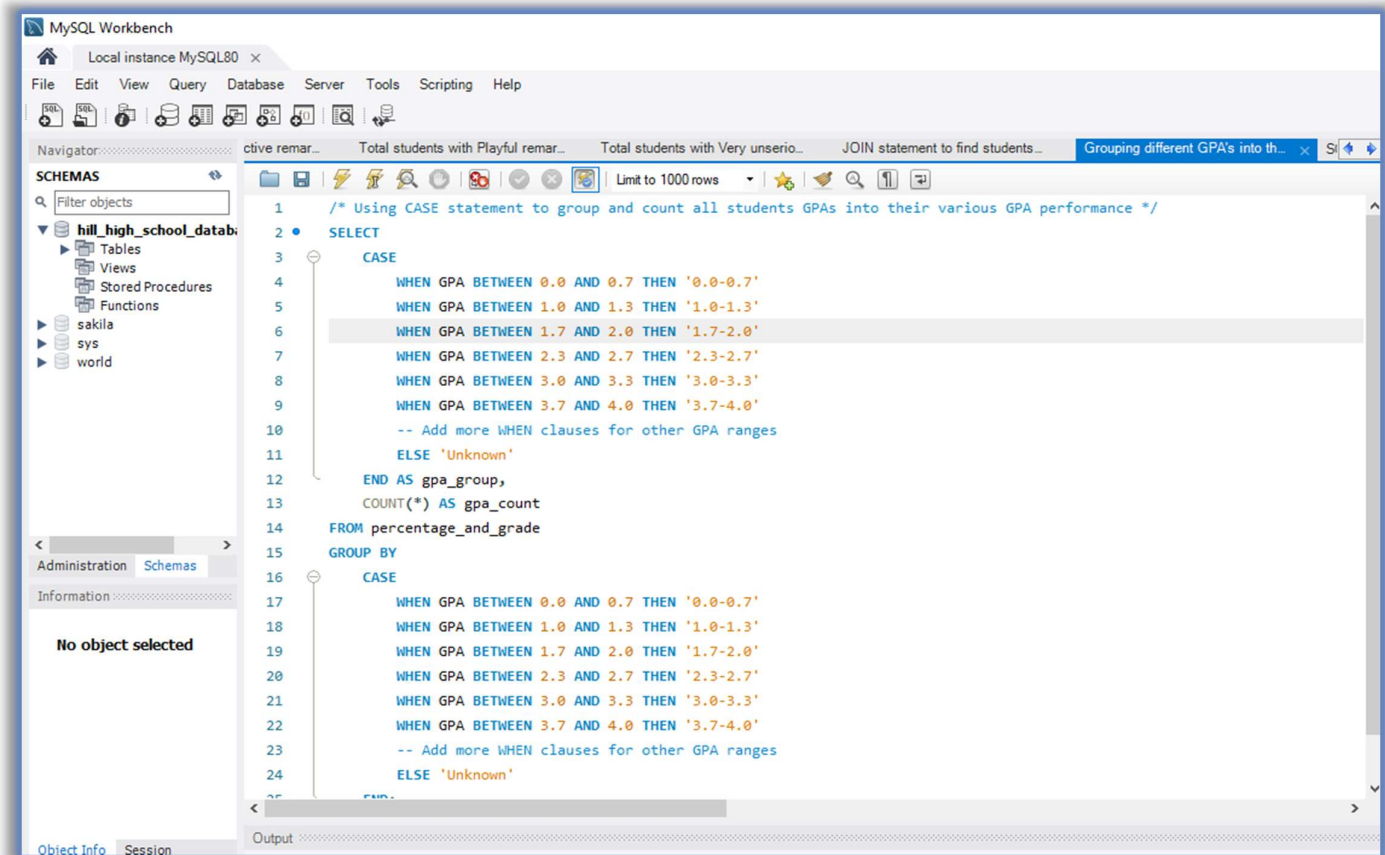 MySQL Workbench
Local instance MySQL80
File Edit View Query Database Server Tools Scripting Help
Navigator
ctive remar... Total students with Playful remar... Total students with Very unserio... JOIN statement to find students... Grouping different GPA's into th...
SCHEMAS
Limit to 1000 rows
Filter objects
hill_high_school_datab
Tables
Views
Stored Procedures
Functions
sakila
sys
world
1 /* Using CASE statement to group and count all students GPAs into their various GPA performance */
2 SELECT
3 CASE
4 WHEN GPA BETWEEN 0.0 AND 0.7 THEN '0.0-0.7'
5 WHEN GPA BETWEEN 1.0 AND 1.3 THEN '1.0-1.3'
6 WHEN GPA BETWEEN 1.7 AND 2.0 THEN '1.7-2.0'
7 WHEN GPA BETWEEN 2.3 AND 2.7 THEN '2.3-2.7'
8 WHEN GPA BETWEEN 3.0 AND 3.3 THEN '3.0-3.3'
9 WHEN GPA BETWEEN 3.7 AND 4.0 THEN '3.7-4.0'
10 -- Add more WHEN clauses for other GPA ranges
11 ELSE 'Unknown'
12 END AS gpa_group,
13 COUNT(*) AS gpa_count
14 FROM percentage_and_grade
15 GROUP BY
16 CASE
17 WHEN GPA BETWEEN 0.0 AND 0.7 THEN '0.0-0.7'
18 WHEN GPA BETWEEN 1.0 AND 1.3 THEN '1.0-1.3'
19 WHEN GPA BETWEEN 1.7 AND 2.0 THEN '1.7-2.0'
20 WHEN GPA BETWEEN 2.3 AND 2.7 THEN '2.3-2.7'
21 WHEN GPA BETWEEN 3.0 AND 3.3 THEN '3.0-3.3'
22 WHEN GPA BETWEEN 3.7 AND 4.0 THEN '3.7-4.0'
23 -- Add more WHEN clauses for other GPA ranges
24 ELSE 'Unknown'
Administration Schemas
Information
No object selected
Output
Object Info Session